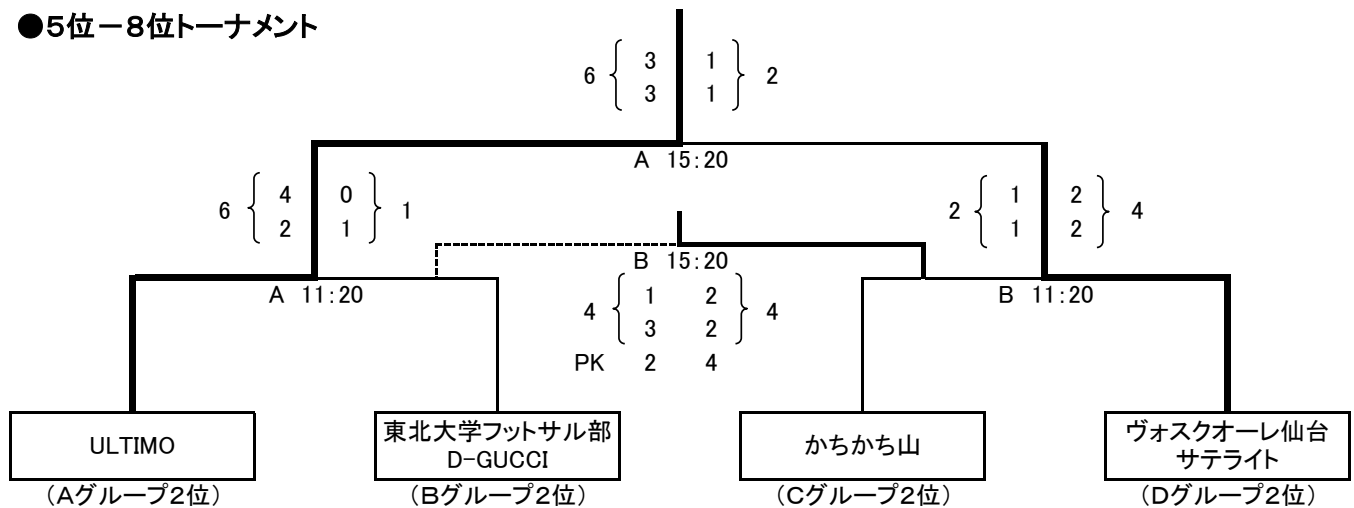 ●5位－8位トーナメント
6 3 1 2
3 1
A 15:20
6 4 0 1
2 1
2 1 2 4
1 2
B 15:20
A 11:20
B 11:20
4 1 2 4
3 2
PK 2 4
ULTIMO
東北大学フットサル部
D-GUCCI
かちかち山
ヴォスクオーレ仙台
サテライト
（Aグループ2位）
（Bグループ2位）
（Cグループ2位）
（Dグループ2位）